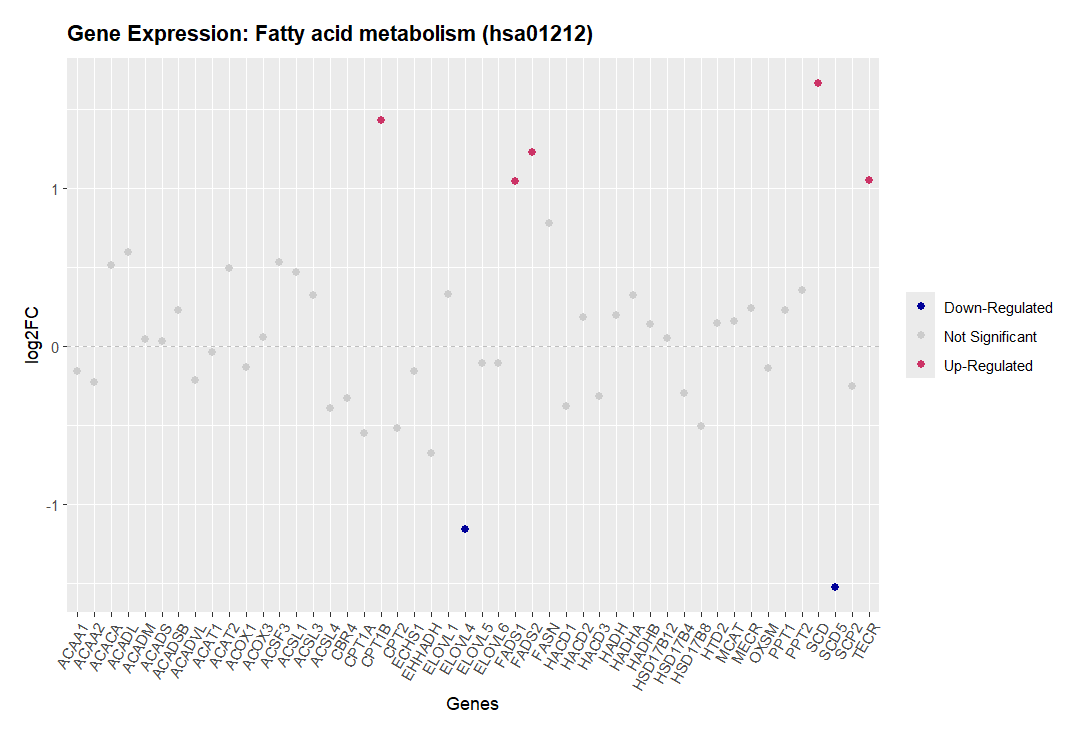 Gene Expression: Fatty acid metabolism (hsa01212)
log2FC
1
0
-1
ACAA1
ACAA2
ACACA
ACADL
ACADM
ACADS
ACADSB
ACADVL
ACAT1
ACAT2
ACOX1
ACOX3
ACSF3
ACSL1
ACSL3
ACSL4
CBR4
CPT1A
CPT1B
CPT2
ECHS1
EHHADH
ELOVL1
ELOVL4
ELOVL5
ELOVL6
FADS1
FADS2
FASN
HACD1
HACD2
HACD3
HADH
HADHA
HADHB
HSD17B12
HSD17B4
HSD17B8
HTD2
MCAT
MECR
OXSM
PPT1
PPT2
SCD
SCD5
SCP2
TECR
Genes
Down-Regulated
Not Significant
Up-Regulated